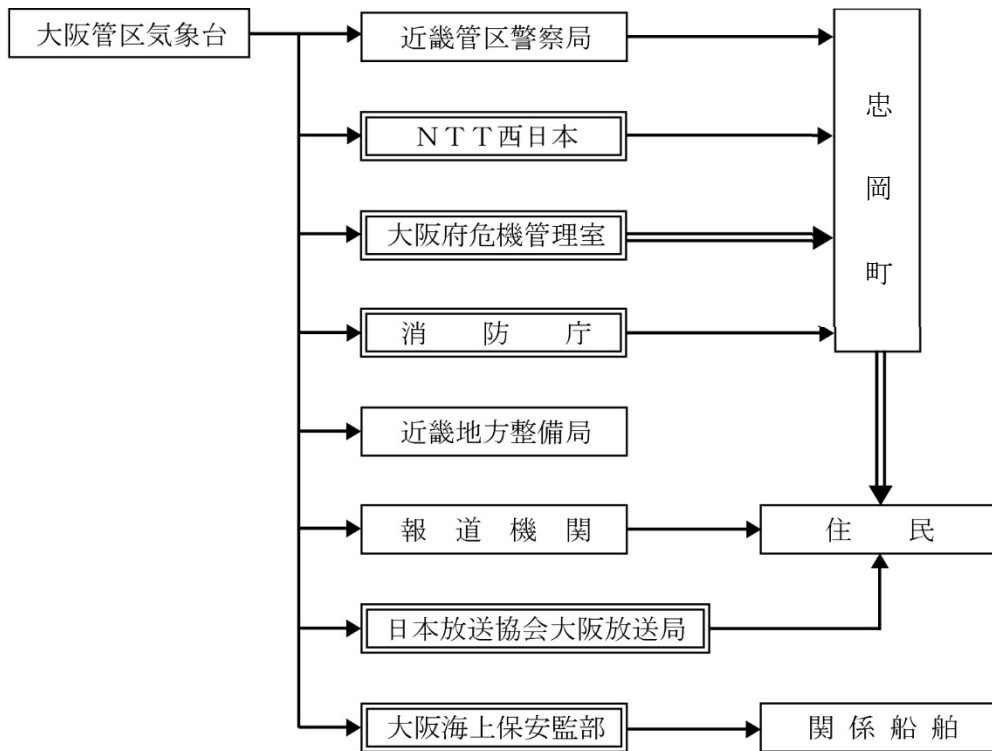 大阪管区気象台
近畿管区警察局
NTT西日本
大阪府危機管理室
消防庁
近畿地方整備局
報道機関
日本放送協会大阪放送局
大阪海上保安監部
忠岡町
住民
関係船舶